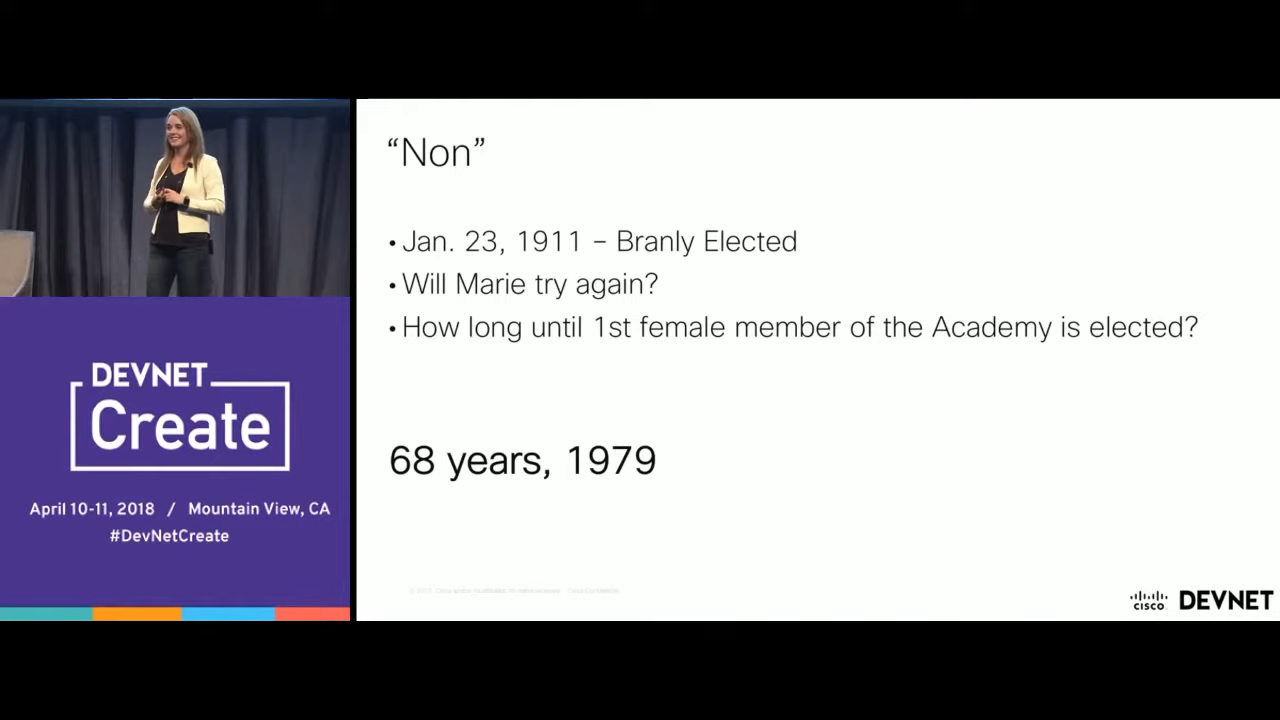 “Non”
• Jan. 23, 1911 – Branly Elected
• Will Marie try again?
• How long until 1st female member of the Academy is elected?
68 years, 1979
DEVNET
Create
April 10-11, 2018 / Mountain View, CA
#DevNetCreate
CISCO DEVNET